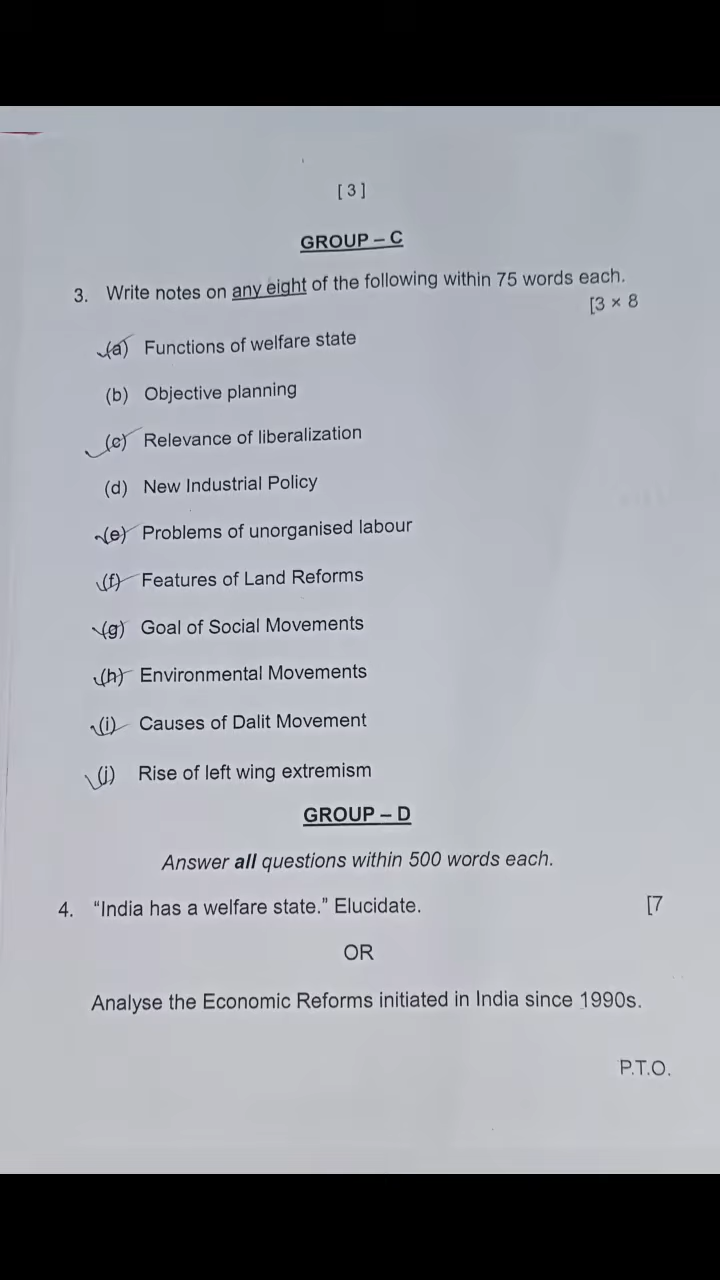 [ 3 ]
GROUP – C
3. Write notes on any eight of the following within 75 words each.
[3 × 8
(a) Functions of welfare state
(b) Objective planning
(c) Relevance of liberalization
(d) New Industrial Policy
(e) Problems of unorganised labour
(f) Features of Land Reforms
(g) Goal of Social Movements
(h) Environmental Movements
(i) Causes of Dalit Movement
(j) Rise of left wing extremism
GROUP – D
Answer all questions within 500 words each.
4. “India has a welfare state.” Elucidate. [7
OR
Analyse the Economic Reforms initiated in India since 1990s.
P.T.O.